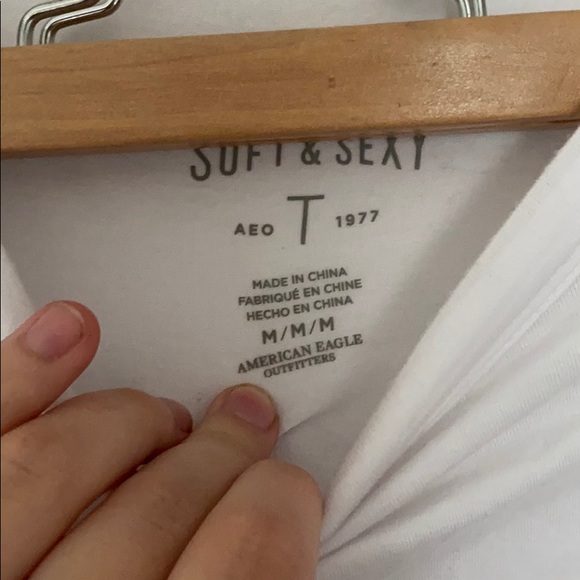 SOFT & SEXY
AEO T 1977
MADE IN CHINA
FABRIQUÉ EN CHINE
HECHO EN CHINA
M/M/M
AMERICAN EAGLE
OUTFITTERS